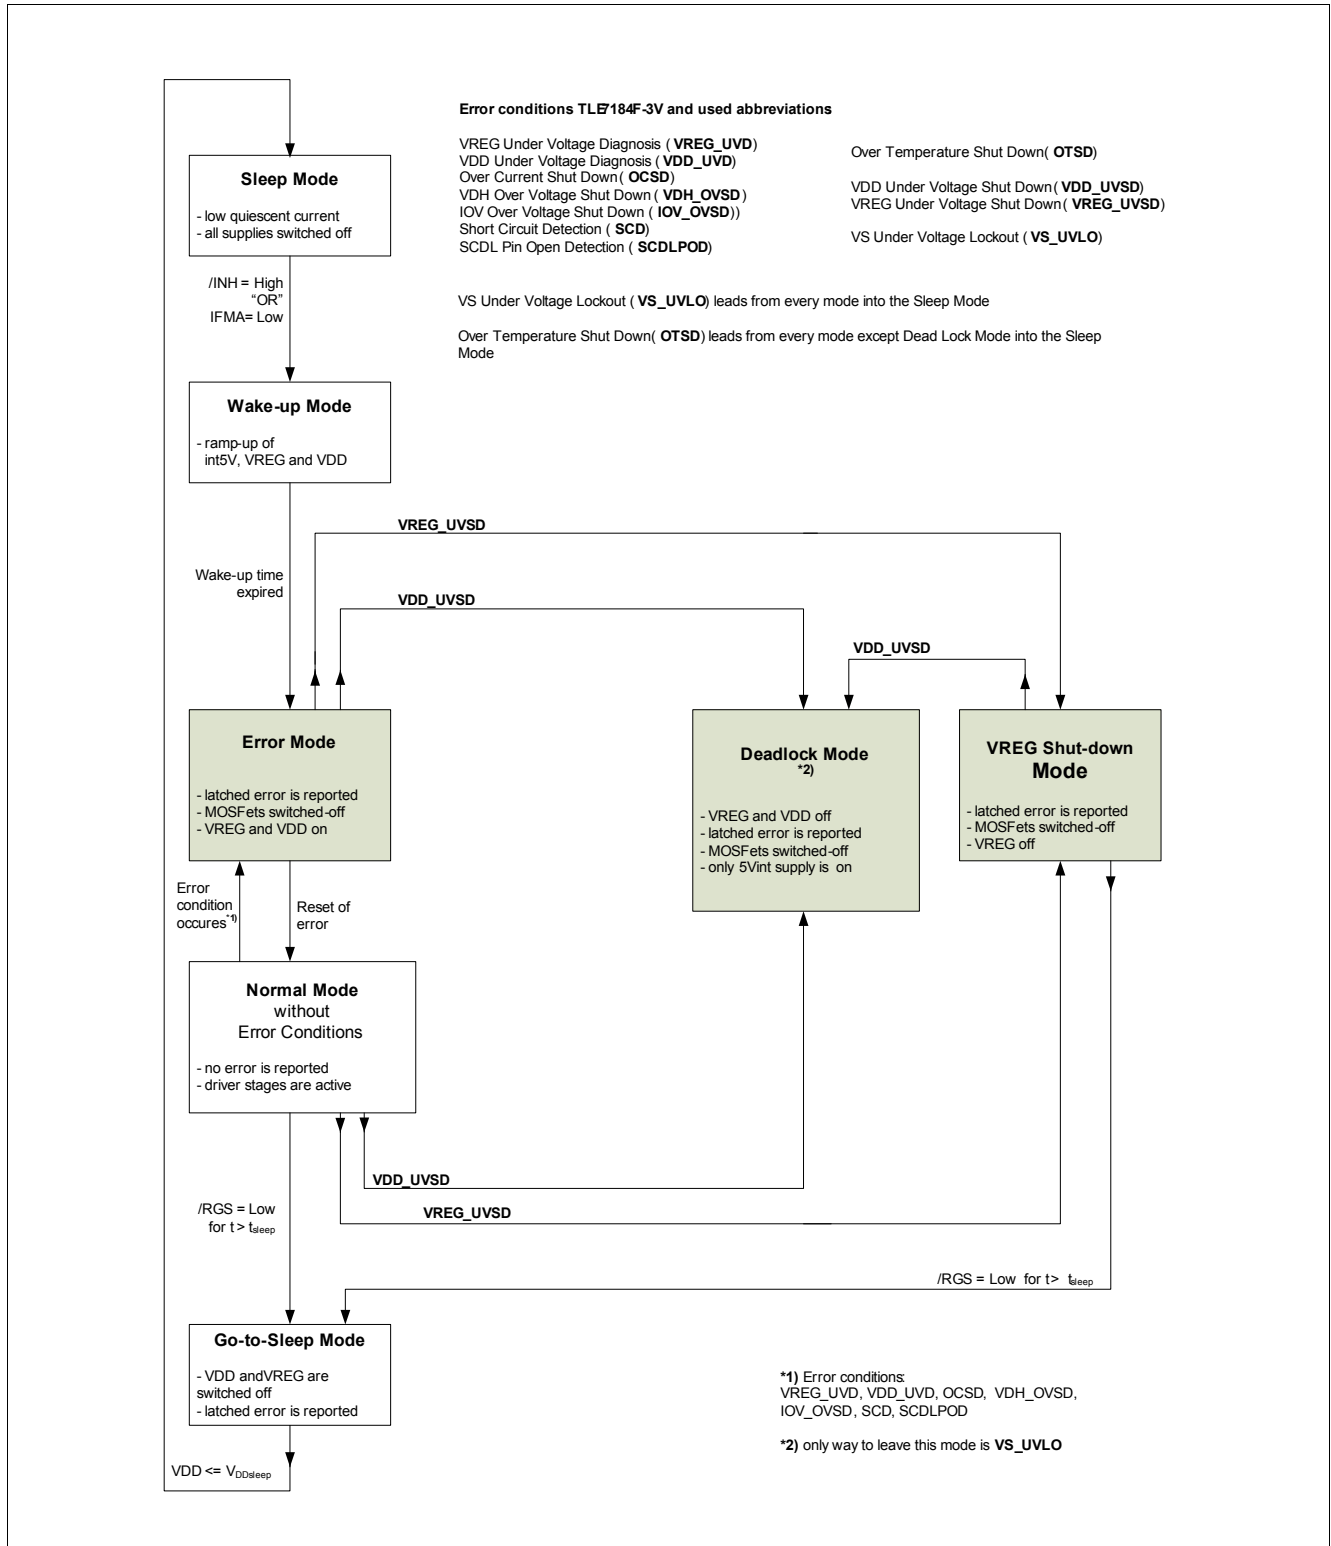 Error conditions TLE7184F-3V and used abbreviations
VREG Under Voltage Diagnosis ( VREG_UVD)
VDD Under Voltage Diagnosis ( VDD_UVD)
Over Current Shut Down ( OCSD)
VDH Over Voltage Shut Down ( VDH_OVSD)
IOV Over Voltage Shut Down ( IOV_OVSD))
Short Circuit Detection ( SCD)
SCDL Pin Open Detection ( SCDLPOD)
Over Temperature Shut Down( OTSD)
VDD Under Voltage Shut Down( VDD_UVSD)
VREG Under Voltage Shut Down( VREG_UVSD)
VS Under Voltage Lockout ( VS_UVLO)
VS Under Voltage Lockout ( VS_UVLO) leads from every mode into the Sleep Mode
Over Temperature Shut Down( OTSD) leads from every mode except Dead Lock Mode into the Sleep
Mode
Sleep Mode
- low quiescent current
- all supplies switched off
/INH = High
“OR”
IFMA= Low
Wake-up Mode
- ramp-up of
int5V, VREG and VDD
Wake-up time
expired
VREG_UVSD
VDD_UVSD
VDD_UVSD
Error Mode
- latched error is reported
- MOSFets switched-off
- VREG and VDD on
Deadlock Mode
*2)
- VREG and VDD off
- latched error is reported
- MOSFets switched-off
- only 5Vint supply is on
VREG Shut-down
Mode
- latched error is reported
- MOSFets switched-off
- VREG off
Error
condition
occures*1)
Reset of
error
Normal Mode
without
Error Conditions
- no error is reported
- driver stages are active
VDD_UVSD
VREG_UVSD
/RGS = Low
for t > tsleep
/RGS = Low for t> tsleep
Go-to-Sleep Mode
- VDD andVREG are
switched off
- latched error is reported
VDD <= VDDsleep
*1) Error conditions:
VREG_UVD, VDD_UVD, OCSD, VDH_OVSD,
IOV_OVSD, SCD, SCDLPOD
*2) only way to leave this mode is VS_UVLO